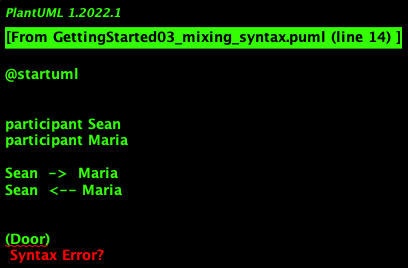 PlantUML 1.2022.1
[From GettingStarted03_mixing_syntax.puml (line 14) ]
@startuml
participant Sean
participant Maria
Sean  ->  Maria
Sean  <-- Maria
(Door)
Syntax Error?